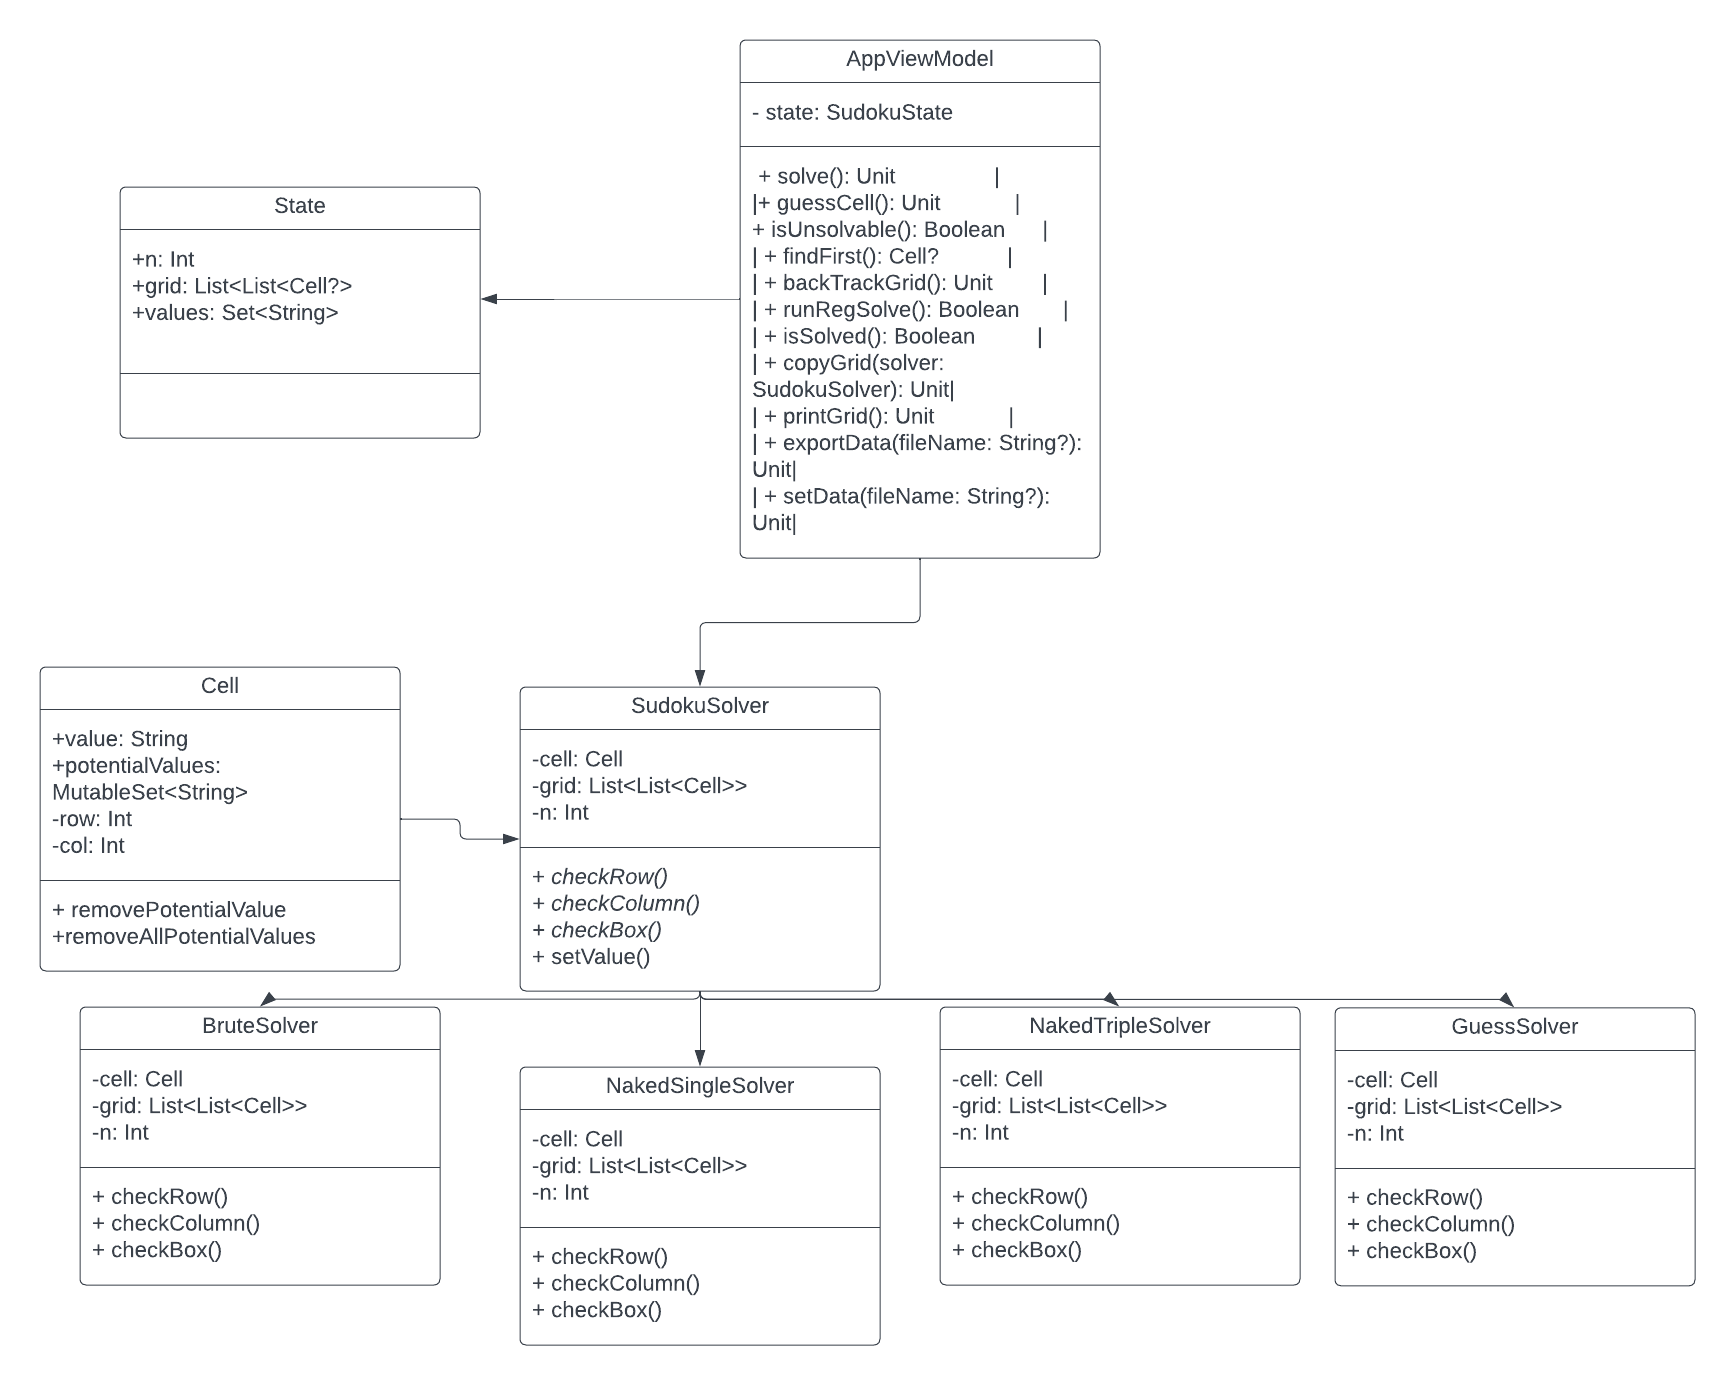 AppViewModel
- state: SudokuState
+ solve(): Unit |
|+ guessCell(): Unit |
+ isUnsolvable(): Boolean |
| + findFirst(): Cell? |
| + backTrackGrid(): Unit |
| + runRegSolve(): Boolean |
| + isSolved(): Boolean |
| + copyGrid(solver:
SudokuSolver): Unit|
| + printGrid(): Unit |
| + exportData(fileName: String?):
Unit|
| + setData(fileName: String?):
Unit|
State
+n: Int
+grid: List<List<Cell?>
+values: Set<String>
Cell
+value: String
+potentialValues:
MutableSet<String>
-row: Int
-col: Int
+ removePotentialValue
+removeAllPotentialValues
SudokuSolver
-cell: Cell
-grid: List<List<Cell>>
-n: Int
+ checkRow()
+ checkColumn()
+ checkBox()
+ setValue()
BruteSolver
-cell: Cell
-grid: List<List<Cell>>
-n: Int
+ checkRow()
+ checkColumn()
+ checkBox()
NakedSingleSolver
-cell: Cell
-grid: List<List<Cell>>
-n: Int
+ checkRow()
+ checkColumn()
+ checkBox()
NakedTripleSolver
-cell: Cell
-grid: List<List<Cell>>
-n: Int
+ checkRow()
+ checkColumn()
+ checkBox()
GuessSolver
-cell: Cell
-grid: List<List<Cell>>
-n: Int
+ checkRow()
+ checkColumn()
+ checkBox()